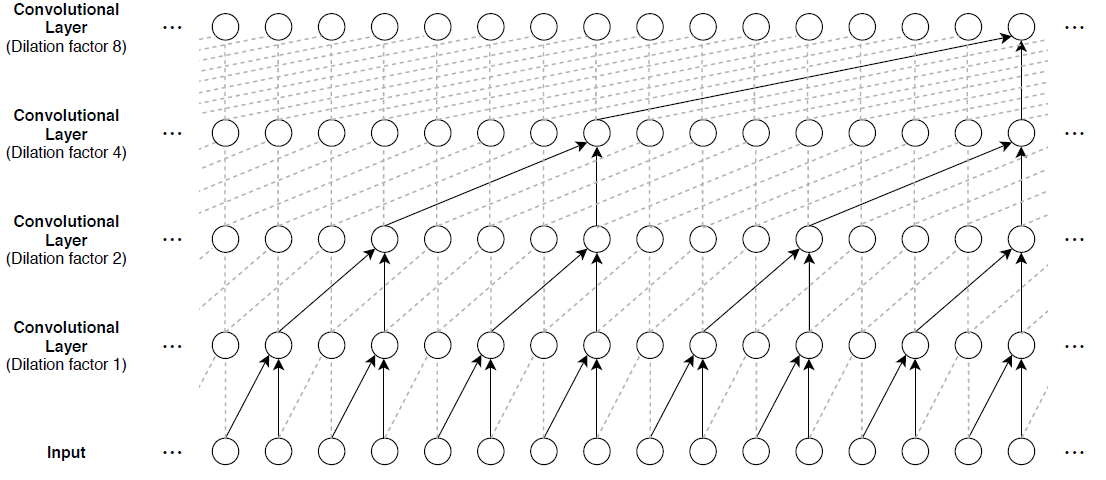 Convolutional
Layer
(Dilation factor 8)
... ...
Convolutional
Layer
(Dilation factor 4)
... ...
Convolutional
Layer
(Dilation factor 2)
... ...
Convolutional
Layer
(Dilation factor 1)
... ...
Input
... ...